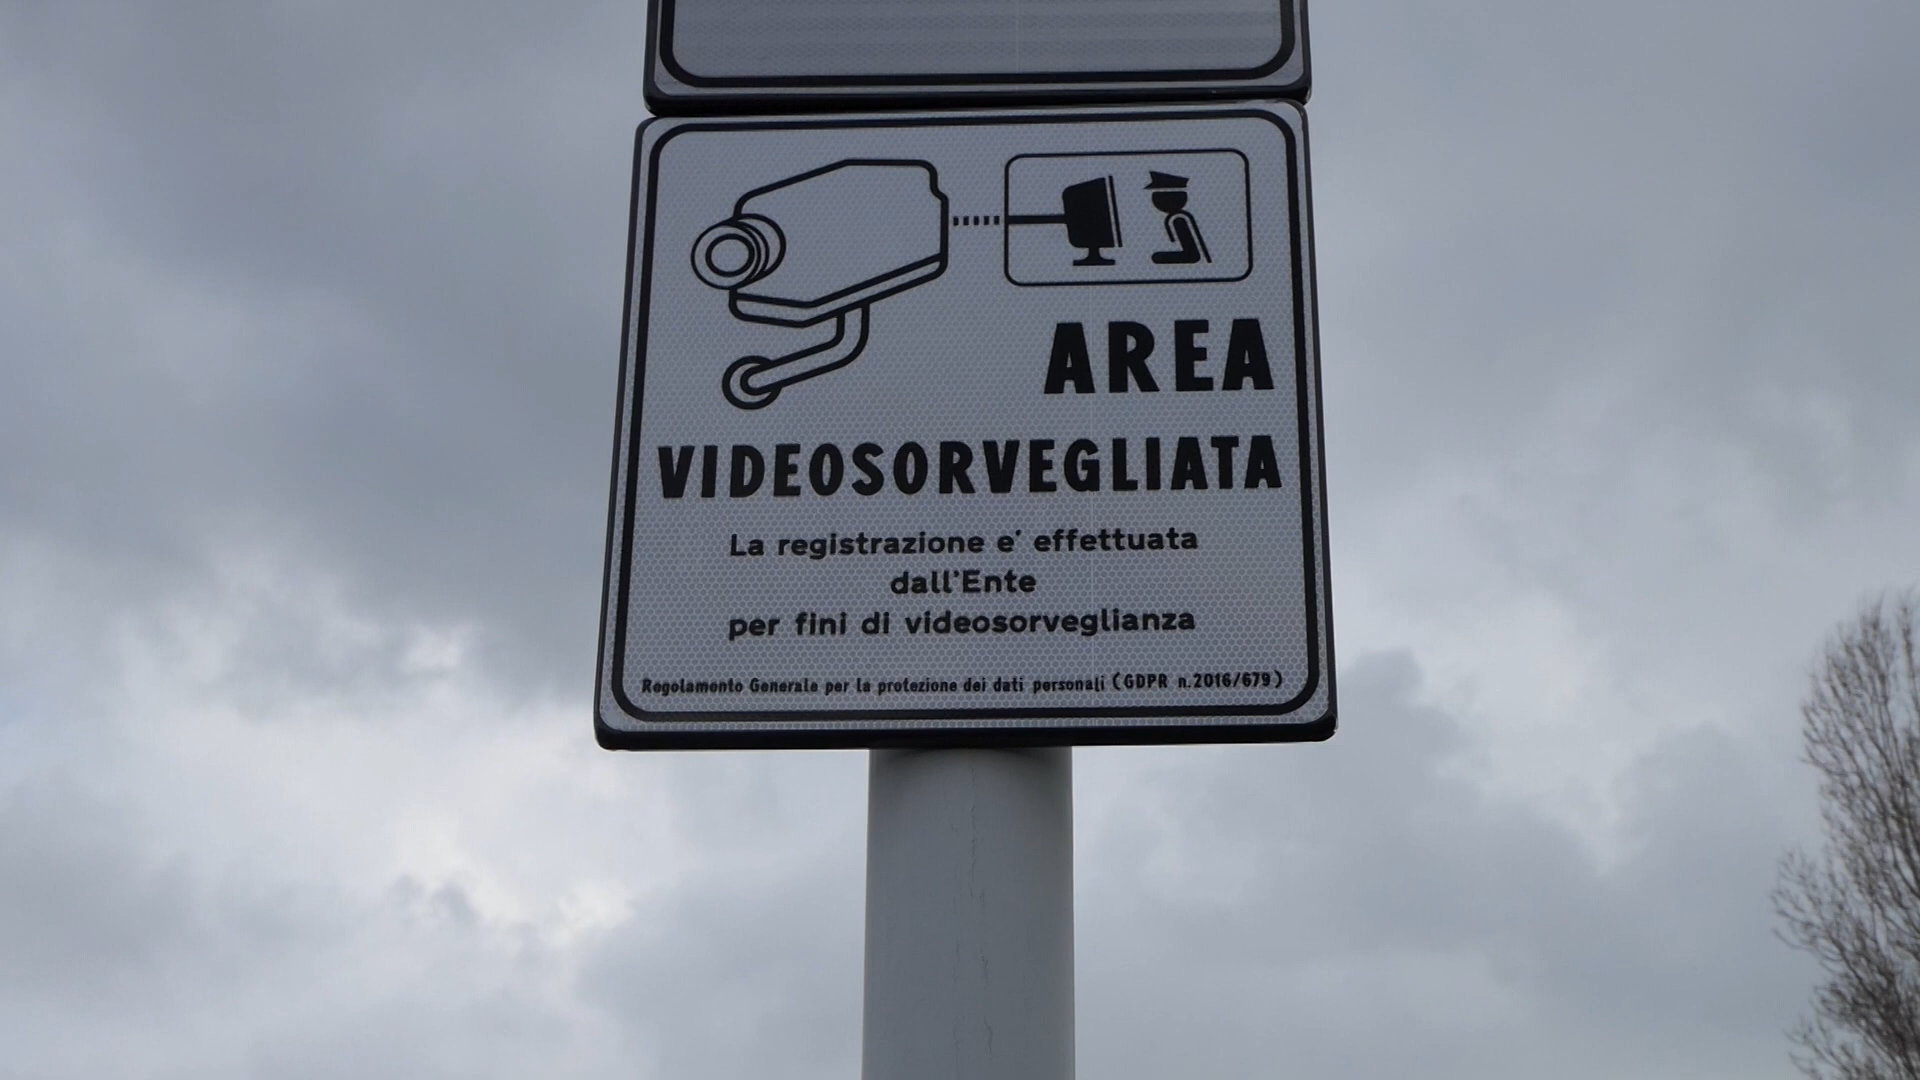 AREA
VIDEOSORVEGLIATA
La registrazione e' effettuata
dall'Ente
per fini di videosorveglianza
Regolamento Generale per la protezione dei dati personali (GDPR n.2016/679)